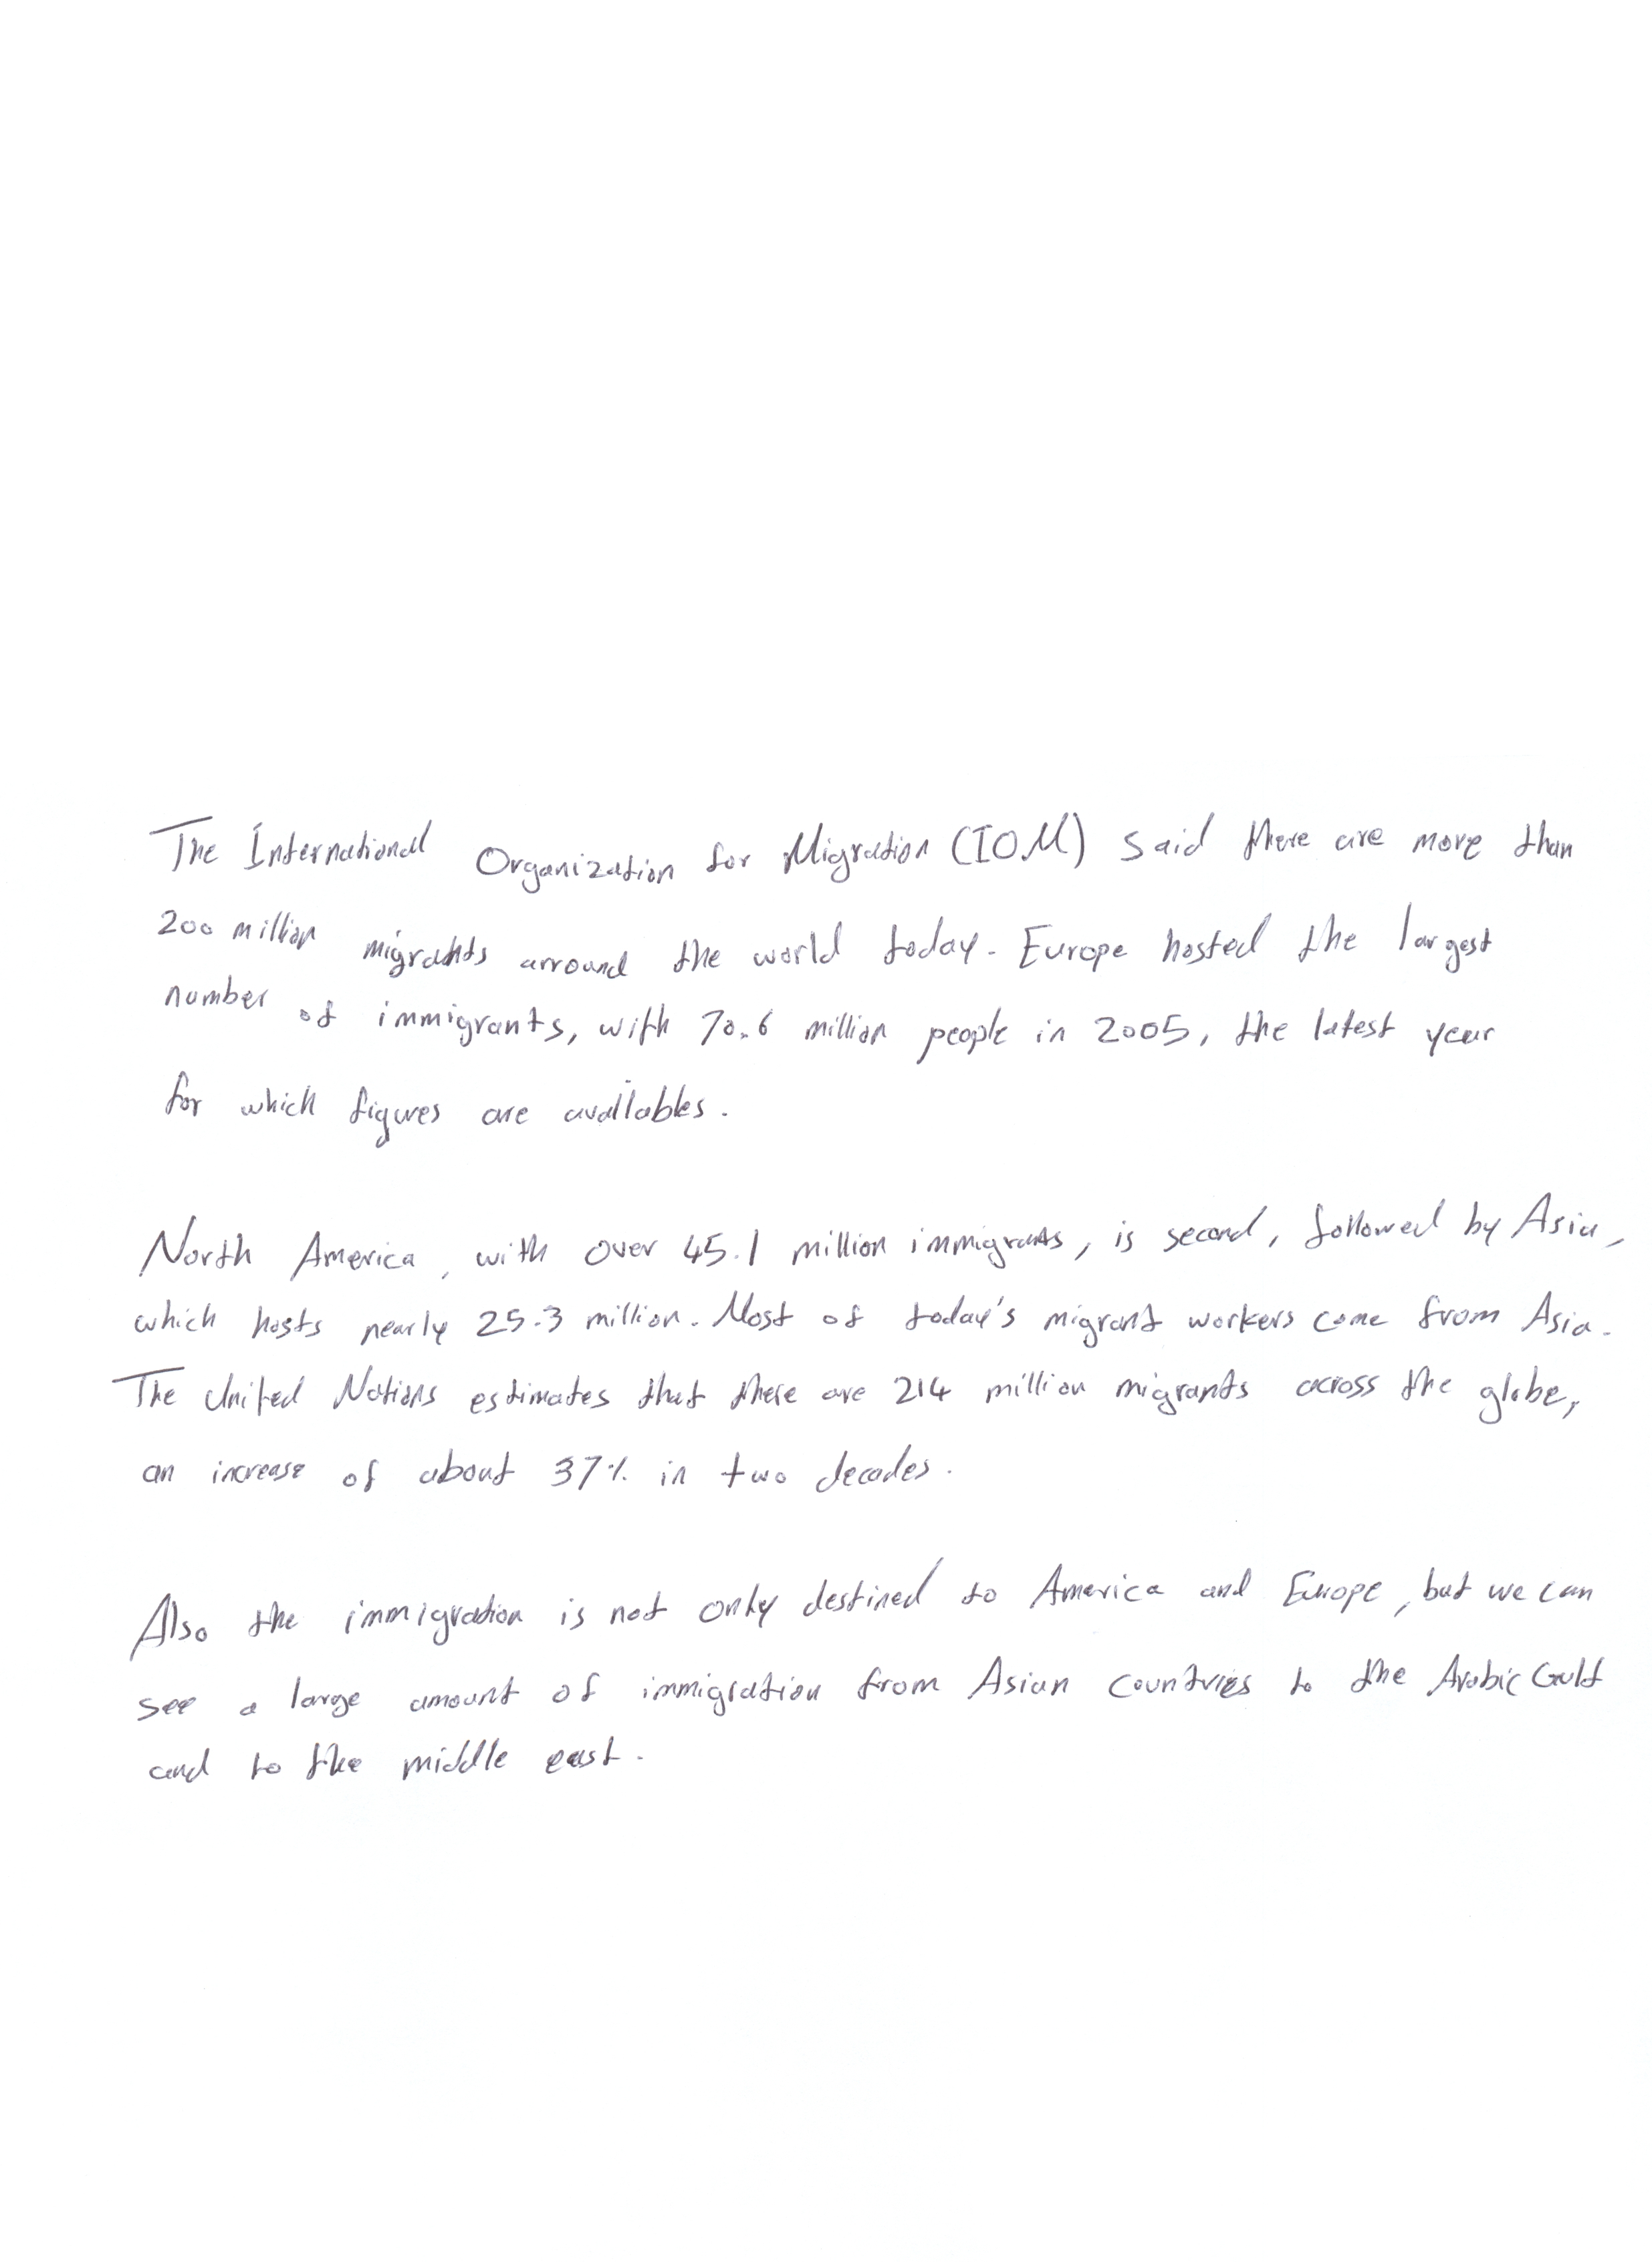 The International Organization for Migration (IOM) said there are more than
200 million migrants arround the world today. Europe hosted the largest
number of immigrants, with 70.6 million people in 2005, the latest year
for which figures are availables.
North America, with over 45.1 million immigrants, is second, followed by Asia,
which hosts nearly 25.3 million. Most of today's migrant workers come from Asia.
The United Nations estimates that there are 214 million migrants across the globe,
an increase of about 37% in two decades.
Also the immigration is not only destined to America and Europe, but we can
see a large amount of immigration from Asian countries to the Arabic Gulf
and to the middle east.